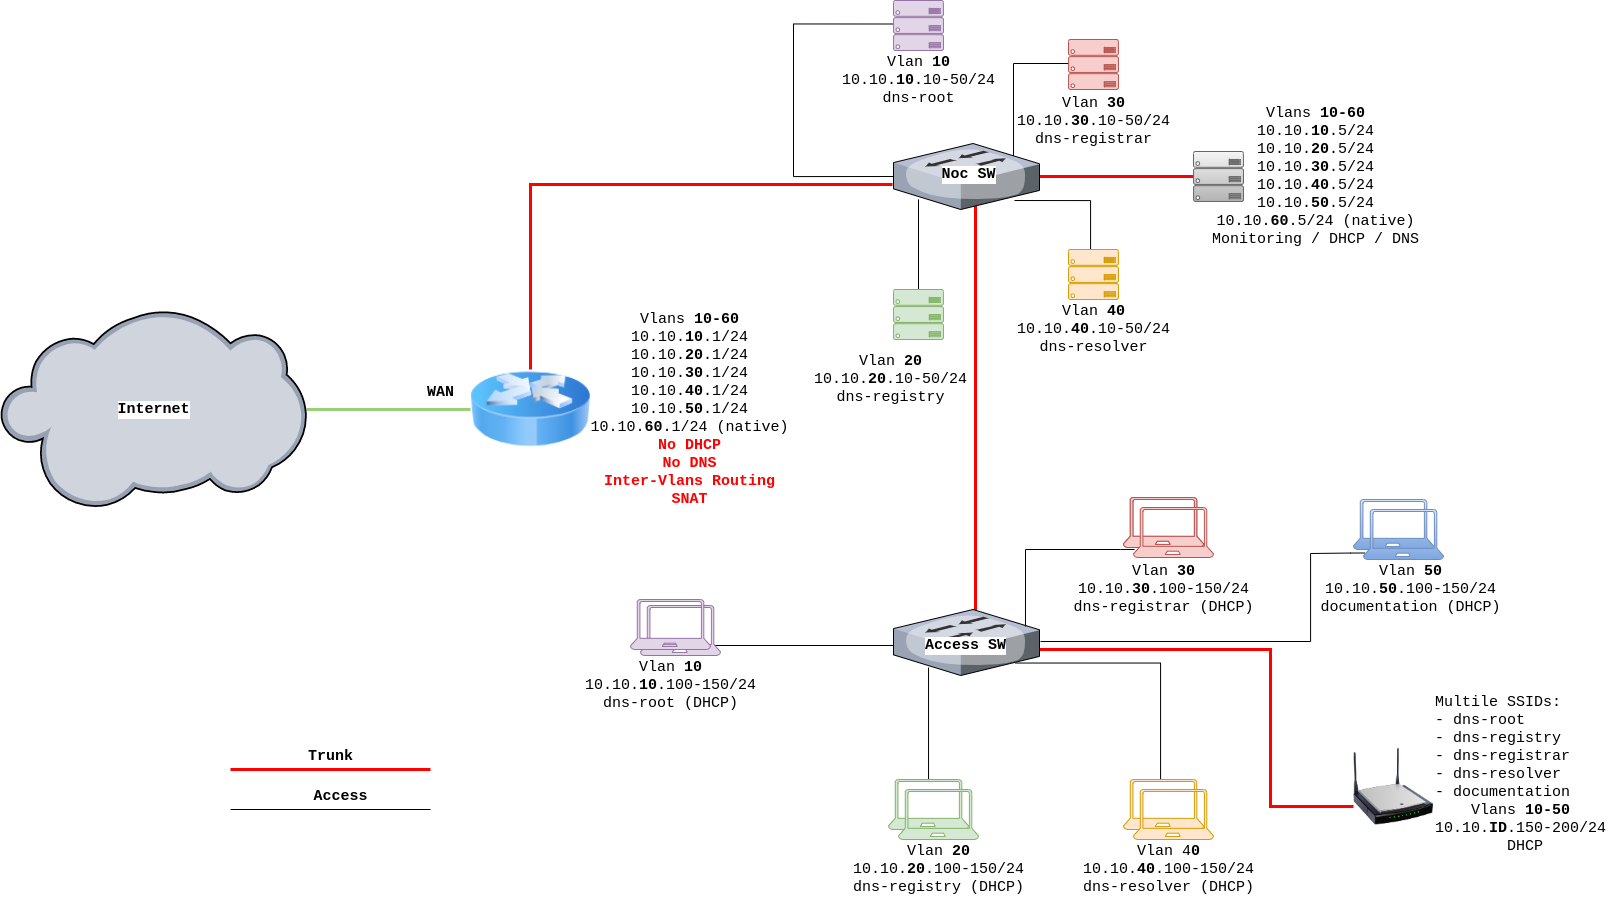 Vlan 10
10.10.10.10-50/24
dns-root
Vlan 30
10.10.30.10-50/24
dns-registrar
Vlans 10-60
10.10.10.5/24
10.10.20.5/24
10.10.30.5/24
10.10.40.5/24
10.10.50.5/24
10.10.60.5/24 (native)
Monitoring / DHCP / DNS
Noc SW
Vlan 40
10.10.40.10-50/24
dns-resolver
Vlan 20
10.10.20.10-50/24
dns-registry
Internet
WAN
Vlans 10-60
10.10.10.1/24
10.10.20.1/24
10.10.30.1/24
10.10.40.1/24
10.10.50.1/24
10.10.60.1/24 (native)
No DHCP
No DNS
Inter-Vlans Routing
SNAT
Vlan 30
10.10.30.100-150/24
dns-registrar (DHCP)
Vlan 50
10.10.50.100-150/24
documentation (DHCP)
Access SW
Vlan 10
10.10.10.100-150/24
dns-root (DHCP)
Multile SSIDs:
- dns-root
- dns-registry
- dns-registrar
- dns-resolver
- documentation
Vlans 10-50
10.10.ID.150-200/24
DHCP
Trunk
Access
Vlan 20
10.10.20.100-150/24
dns-registry (DHCP)
Vlan 40
10.10.40.100-150/24
dns-resolver (DHCP)